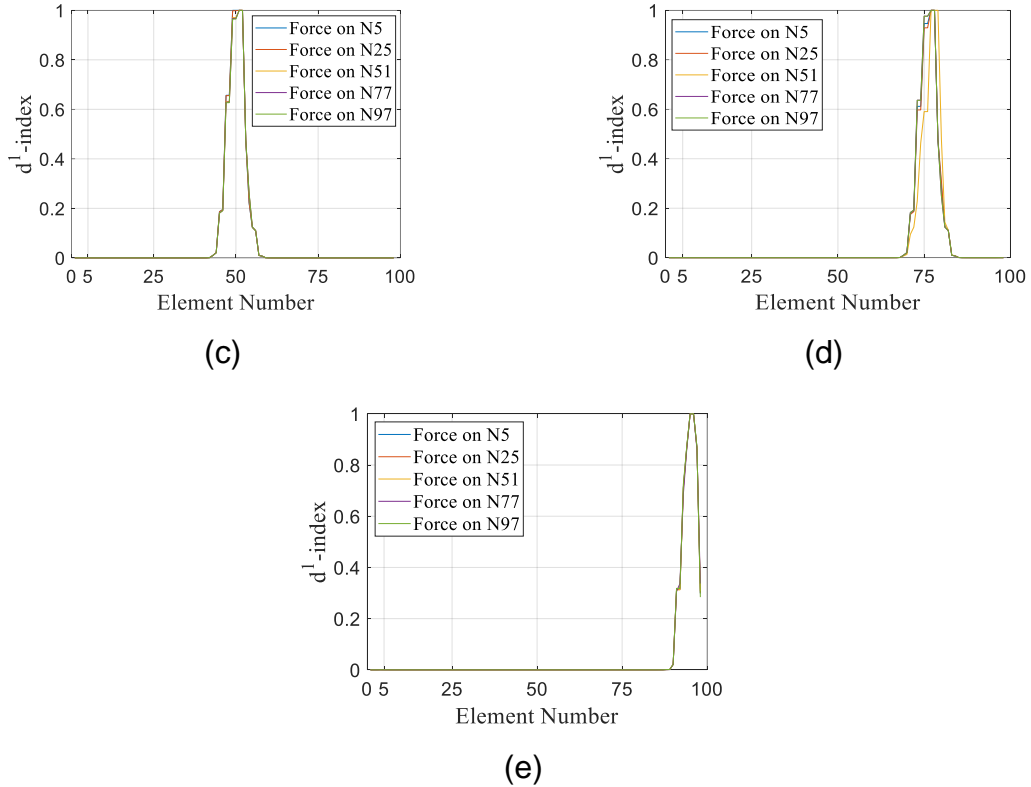 1
0.8
0.6
0.4
0.2
0
d¹-index
Force on N5
Force on N25
Force on N51
Force on N77
Force on N97
0 5 25 50 75 100
Element Number
(c)
1
0.8
0.6
0.4
0.2
0
d¹-index
Force on N5
Force on N25
Force on N51
Force on N77
Force on N97
0 5 25 50 75 100
Element Number
(d)
1
0.8
0.6
0.4
0.2
0
d¹-index
Force on N5
Force on N25
Force on N51
Force on N77
Force on N97
0 5 25 50 75 100
Element Number
(e)